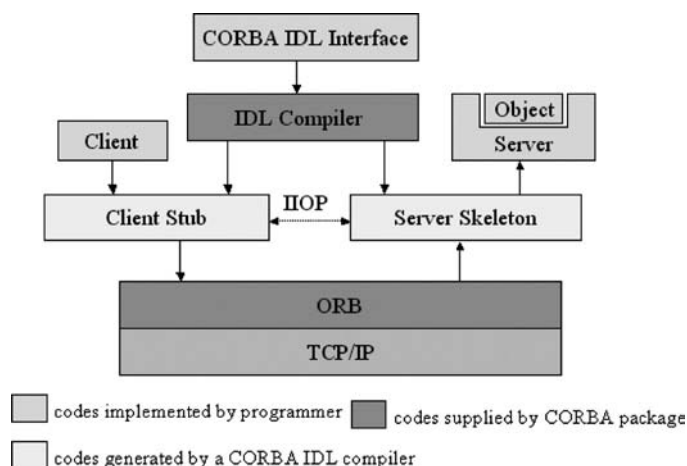 CORBA IDL Interface
IDL Compiler
Object
Server
Client
Client Stub
IIOP
Server Skeleton
ORB
TCP/IP
codes implemented by programmer
codes supplied by CORBA package
codes generated by a CORBA IDL compiler